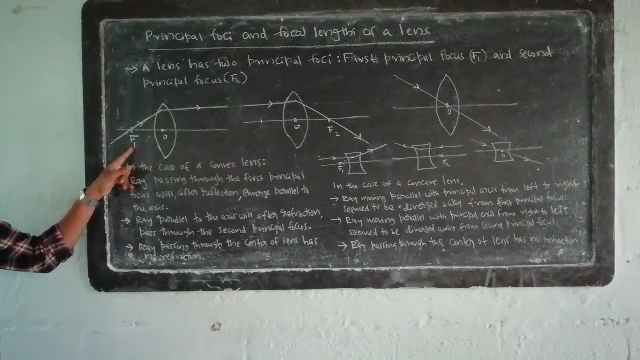 Principal foci and focal lengths of a lens
→ A lens has two principal foci: First principal focus (F₁) and second
principal focus (F₂)
F₁
O
O
F₂
O
F₁
F₂
In the case of a convex lens:
Ray passing through the first principal
focus will, after refraction, emerge parallel to
the axis.
→ Ray parallel to the axis will after refraction,
pass through the second principal focus.
→ Ray passing through the center of lens has
no refraction.
In the case of a concave lens,
→ Ray moving parallel with principal axis from left to right
seemed to be diverged away from first principal focus.
→ Ray moving parallel with principal axis from right to left
seemed to be diverged away from second principal focus.
→ Ray passing through the center of lens has no refraction.